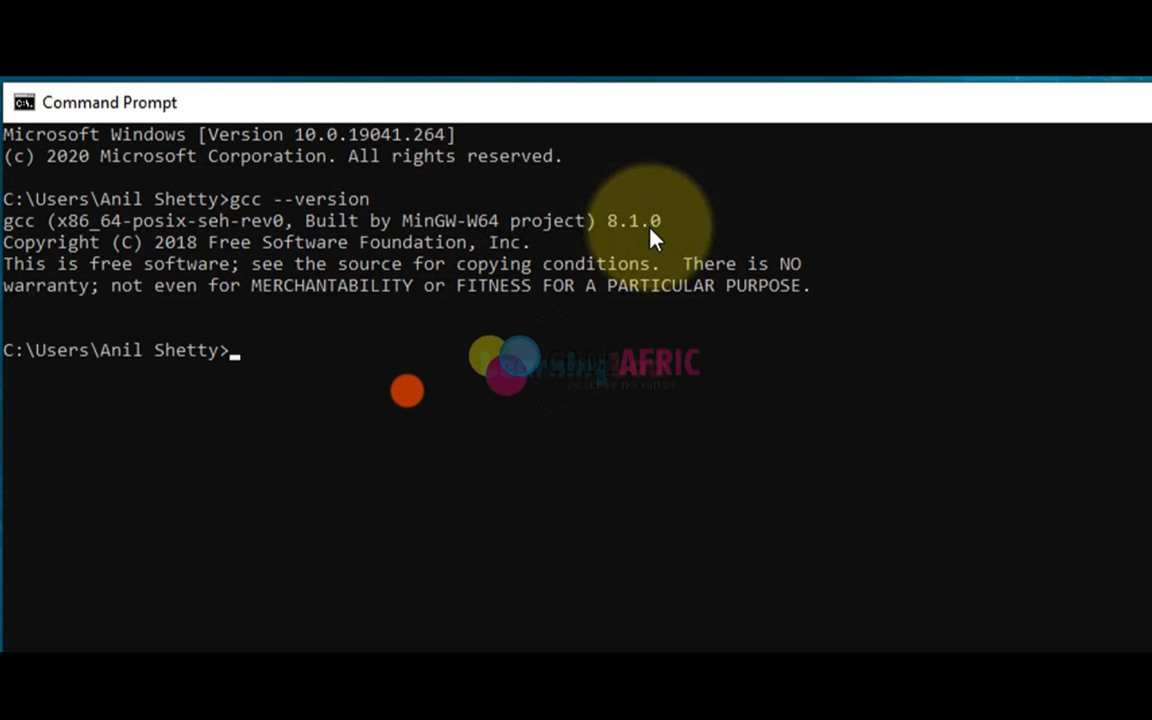 Command Prompt
Microsoft Windows [Version 10.0.19041.264]
(c) 2020 Microsoft Corporation. All rights reserved.
C:\Users\Anil Shetty>gcc --version
gcc (x86_64-posix-seh-rev0, Built by MinGW-W64 project) 8.1.0
Copyright (C) 2018 Free Software Foundation, Inc.
This is free software; see the source for copying conditions.  There is NO
warranty; not even for MERCHANTABILITY or FITNESS FOR A PARTICULAR PURPOSE.
C:\Users\Anil Shetty>
AFRIC